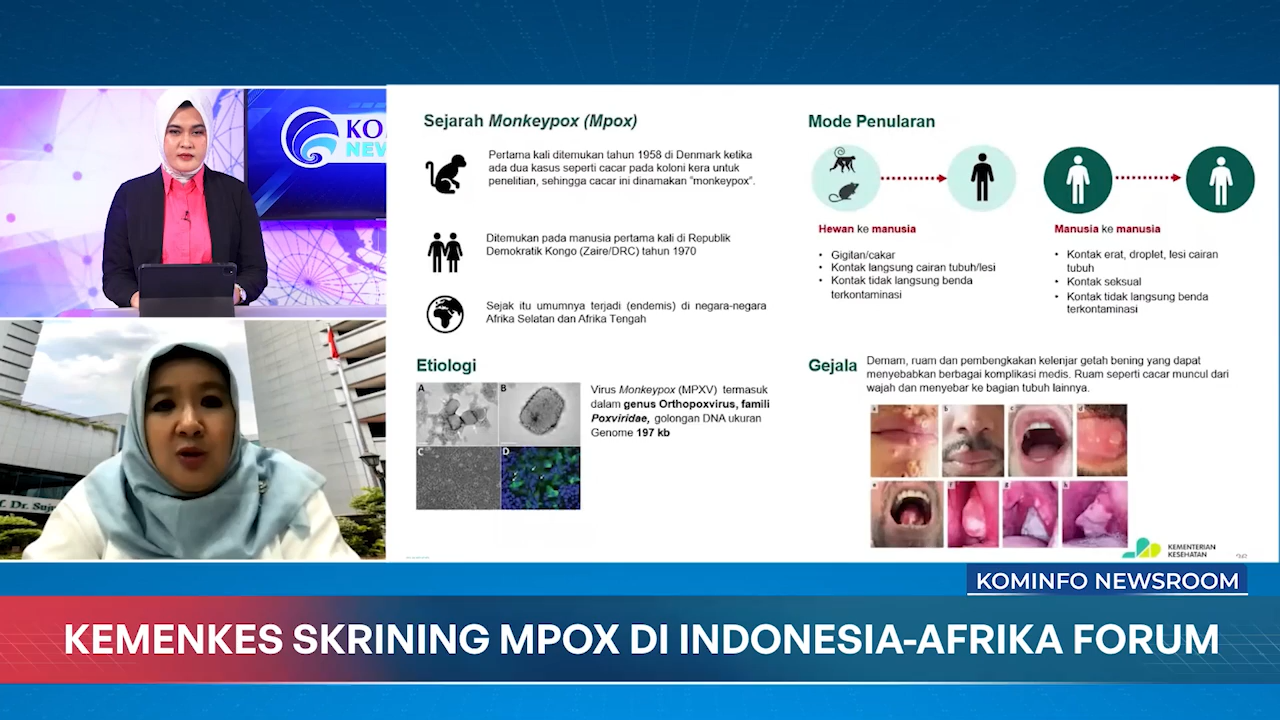 KO
NEW
f. Dr. Suj
Sejarah Monkeypox (Mpox)
Pertama kali ditemukan tahun 1958 di Denmark ketika
ada dua kasus seperti cacar pada koloni kera untuk
penelitian, sehingga cacar ini dinamakan "monkeypox".
Ditemukan pada manusia pertama kali di Republik
Demokratik Kongo (Zaire/DRC) tahun 1970
Sejak itu umumnya terjadi (endemis) di negara-negara
Afrika Selatan dan Afrika Tengah
Etiologi
A
B
C
D
Virus Monkeypox (MPXV) termasuk
dalam genus Orthopoxvirus, famili
Poxviridae, golongan DNA ukuran
Genome 197 kb
Mode Penularan
Hewan ke manusia
• Gigitan/cakar
• Kontak langsung cairan tubuh/lesi
• Kontak tidak langsung benda
terkontaminasi
Manusia ke manusia
• Kontak erat, droplet, lesi cairan
tubuh
• Kontak seksual
• Kontak tidak langsung benda
terkontaminasi
Gejala
Demam, ruam dan pembengkakan kelenjar getah bening yang dapat
menyebabkan berbagai komplikasi medis. Ruam seperti cacar muncul dari
wajah dan menyebar ke bagian tubuh lainnya.
a
b
c
d
e
f
g
h
KEMENTERIAN
KESEHATAN
KOMINFO NEWSROOM
KEMENKES SKRINING MPOX DI INDONESIA-AFRIKA FORUM